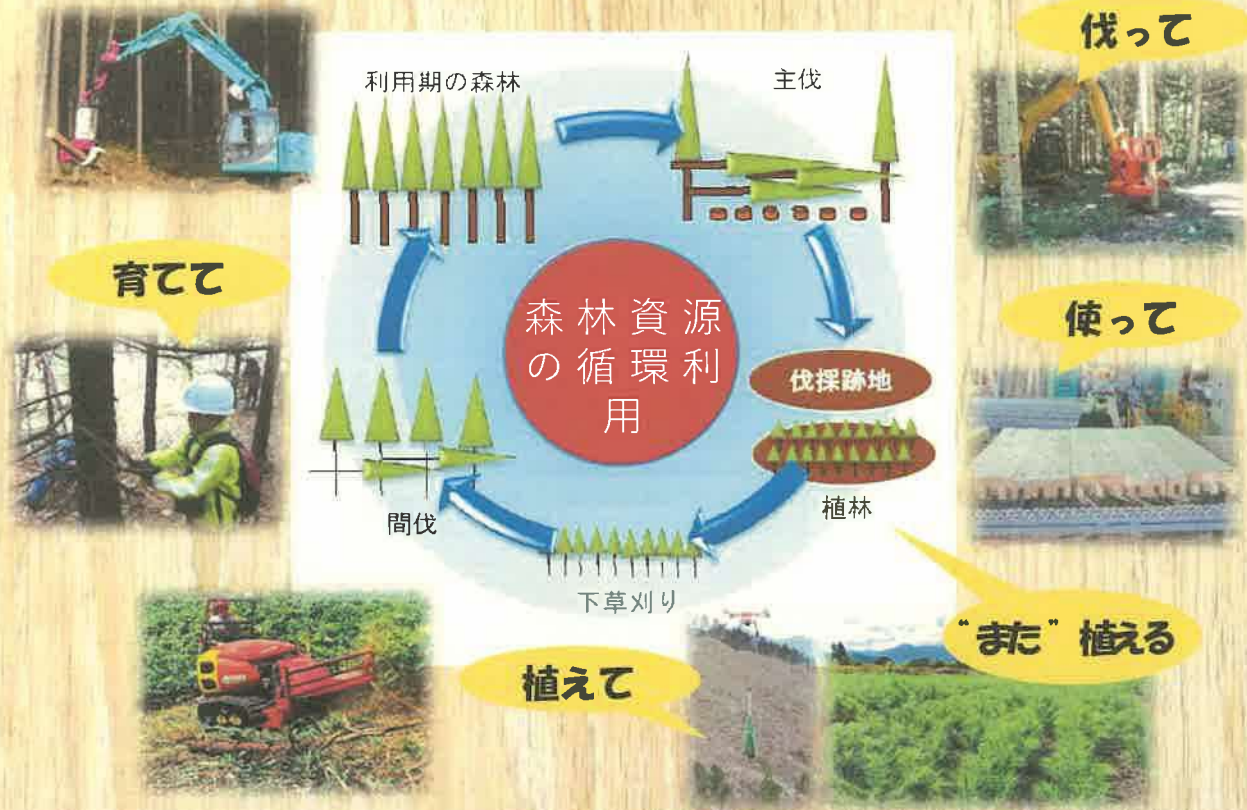 伐って
利用期の森林
主伐
育てて
使って
森林資源
の循環利
用
伐採跡地
植林
間伐
下草刈り
植えて
“また”植える